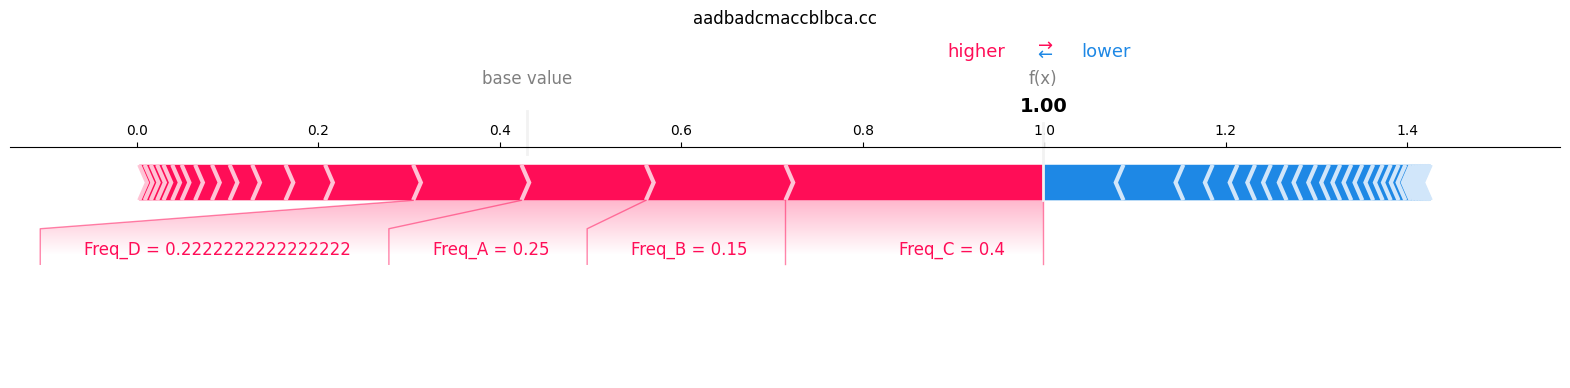 aadbadcmaccblbca.cc
higher ⇄ lower
base value f(x)
1.00
0.0 0.2 0.4 0.6 0.8 1.0 1.2 1.4
Freq_D = 0.2222222222222222 Freq_A = 0.25 Freq_B = 0.15 Freq_C = 0.4